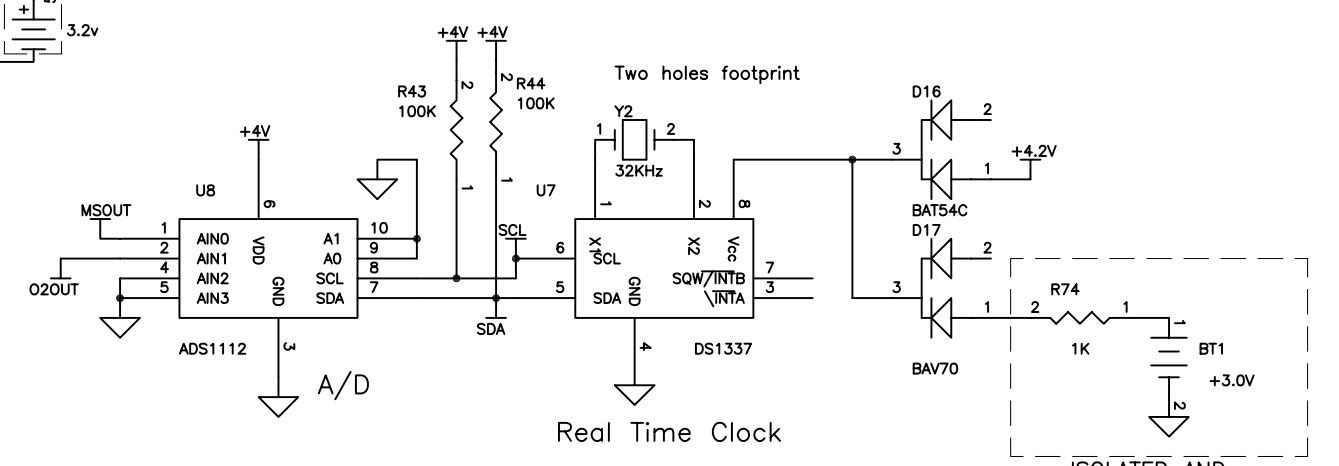 +
3.2v
+4V +4V
R43
100K
2
2
R44
100K
Two holes footprint
Y2
1
2
32KHz
D16
2
3
1
+4.2V
BAT54C
+4V
U8
6
1
1
U7
1
2
8
MSOUT
1
2
4
5
AIN0
AIN1
AIN2
AIN3
VDD
GND
A1
A0
SCL
SDA
10
9
8
7
O2OUT
SCL
6
5
SDA
X1
SCL
SDA
GND
X2
Vcc
SQW/INTB
\INTA
7
3
D17
2
3
1
BAV70
2
R74
1
1K
1
BT1
+3.0V
2
ADS1112
3
A/D
4
DS1337
Real Time Clock
ISOLATED AND